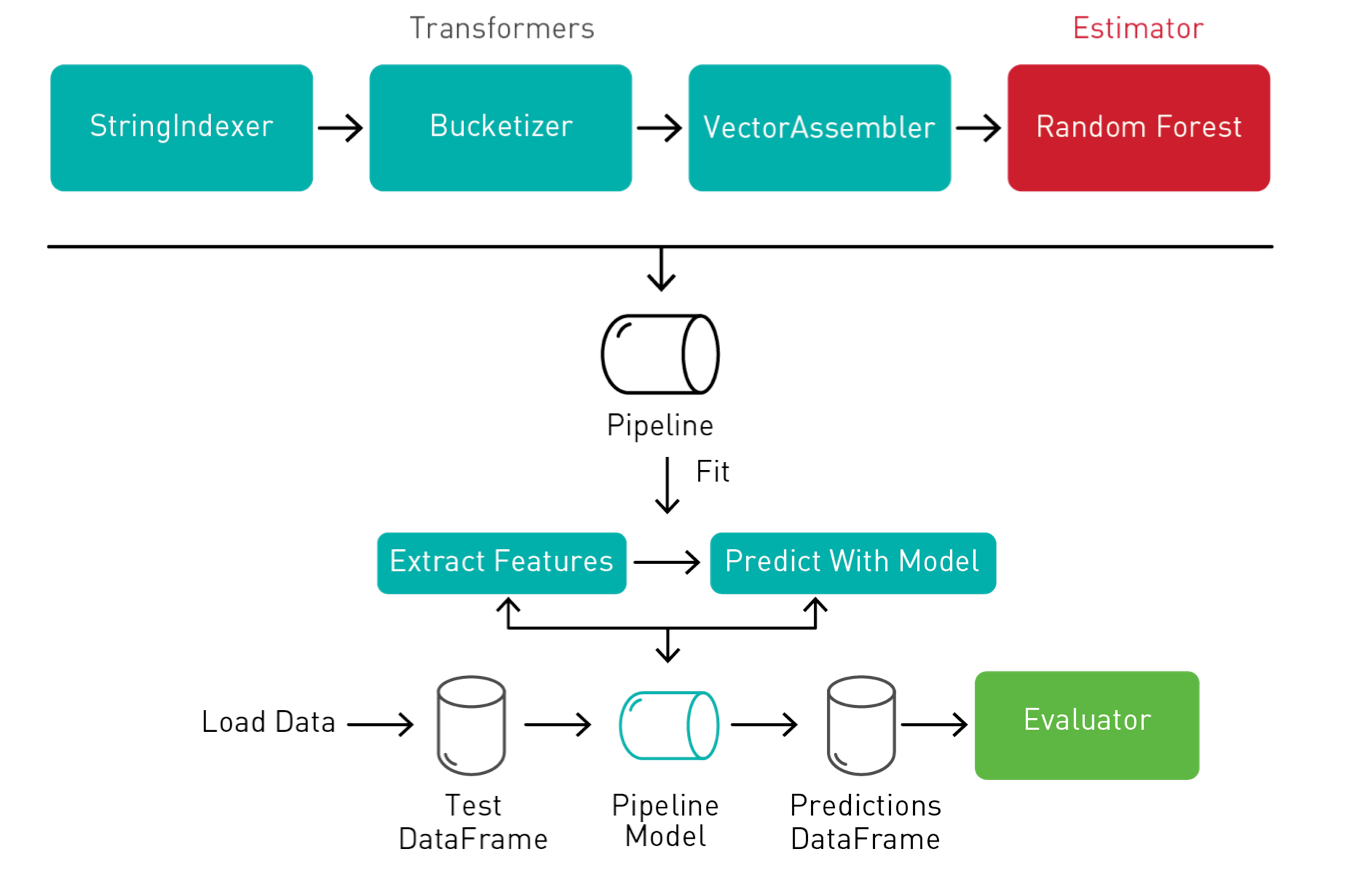 Transformers
Estimator
StringIndexer
Bucketizer
VectorAssembler
Random Forest
Pipeline
Fit
Extract Features
Predict With Model
Load Data
Evaluator
Test
DataFrame
Pipeline
Model
Predictions
DataFrame